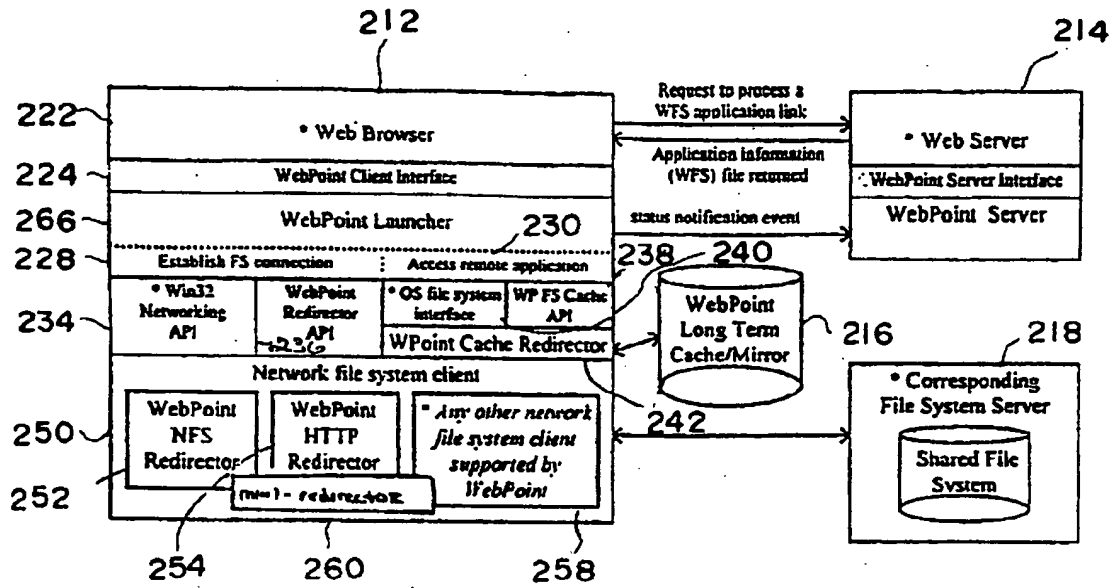 212
214
222
Request to process a
WFS application link
* Web Browser
* Web Server
Application information
(WFS) file returned
224
WebPoint Client Interface
WebPoint Server Interface
266
WebPoint Launcher
230
status notification event
WebPoint Server
228
Establish FS connection
Access remote application
238
240
234
* Win32
Networking
API
WebPoint
Redirector
API
236
* OS file system
interface
WP FS Cache
API
WPoint Cache Redirector
WebPoint
Long Term
Cache/Mirror
216
218
Network file system client
242
* Corresponding
File System Server
Shared File
System
250
WebPoint
NFS
Redirector
WebPoint
HTTP
Redirector
* Any other network
file system client
supported by
WebPoint
redirector
252
254
260
258